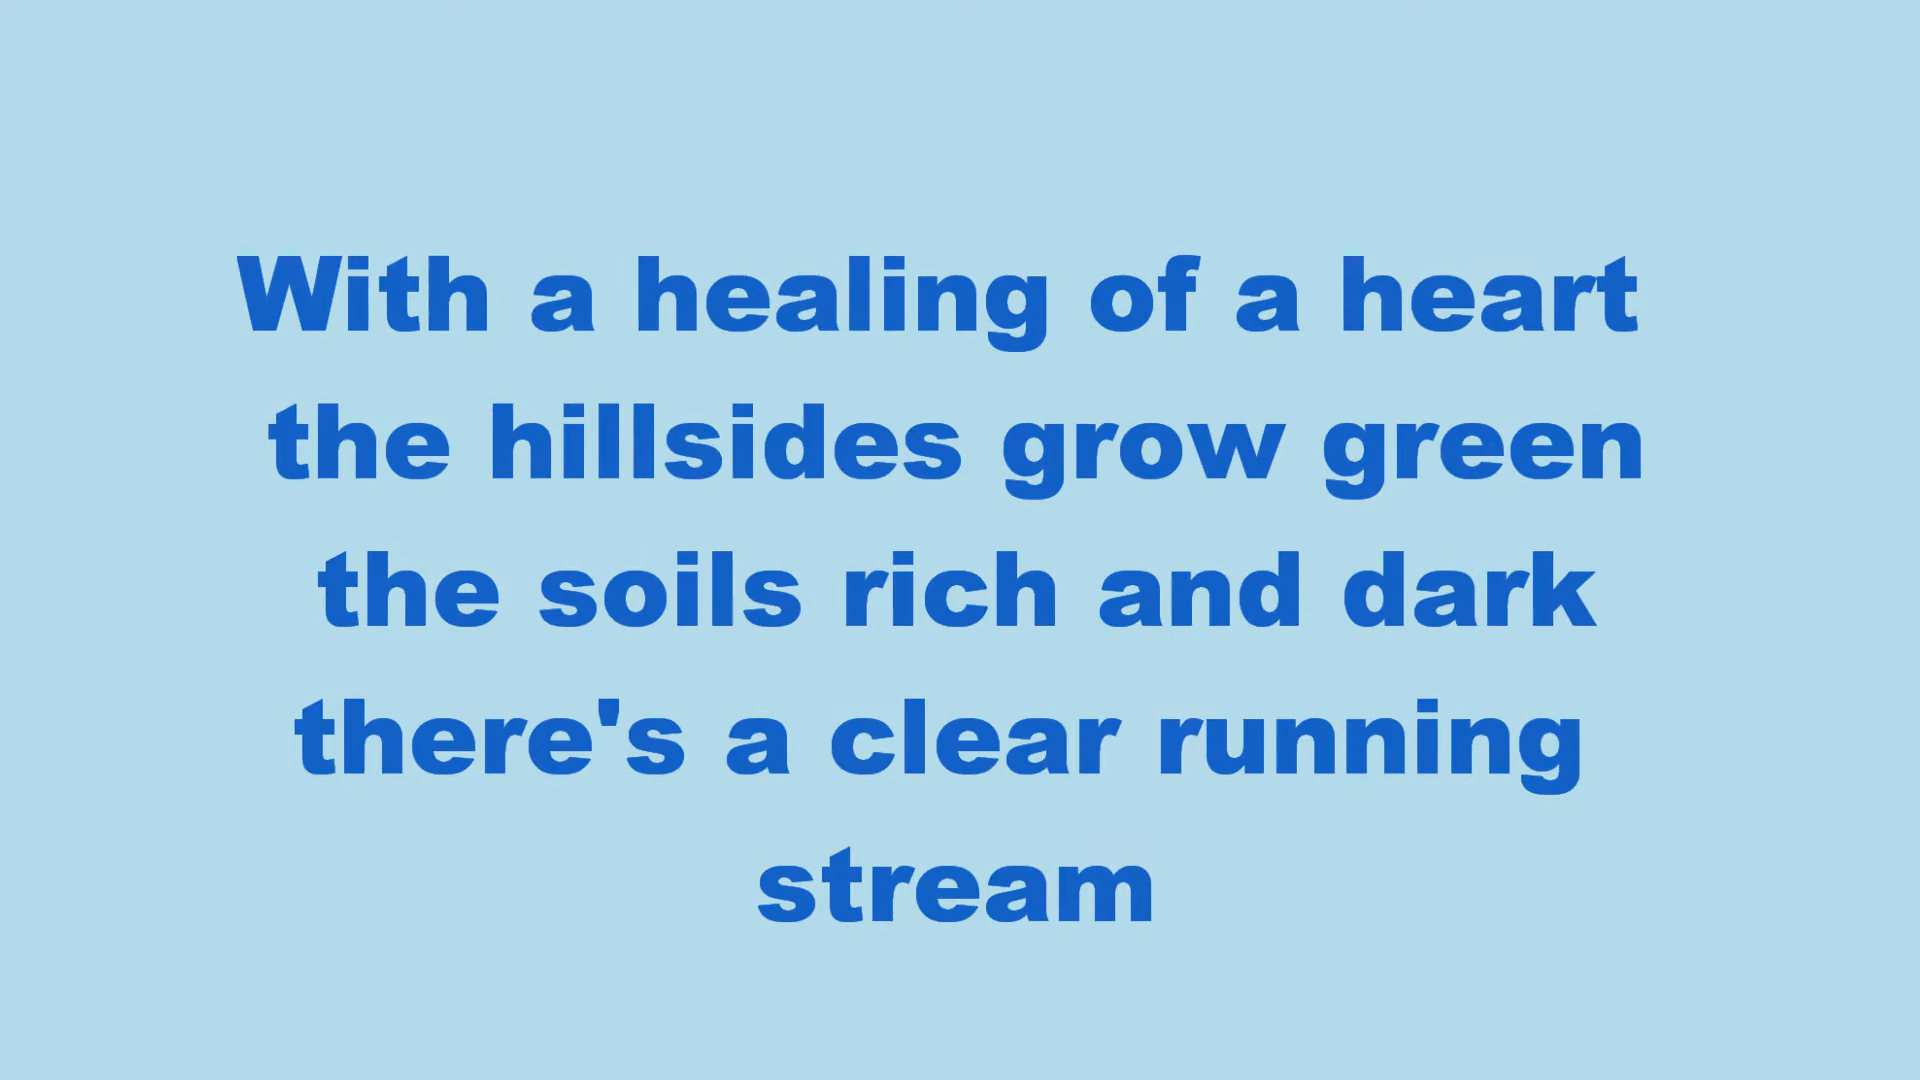 With a healing of a heart
the hillsides grow green
the soils rich and dark
there's a clear running
stream